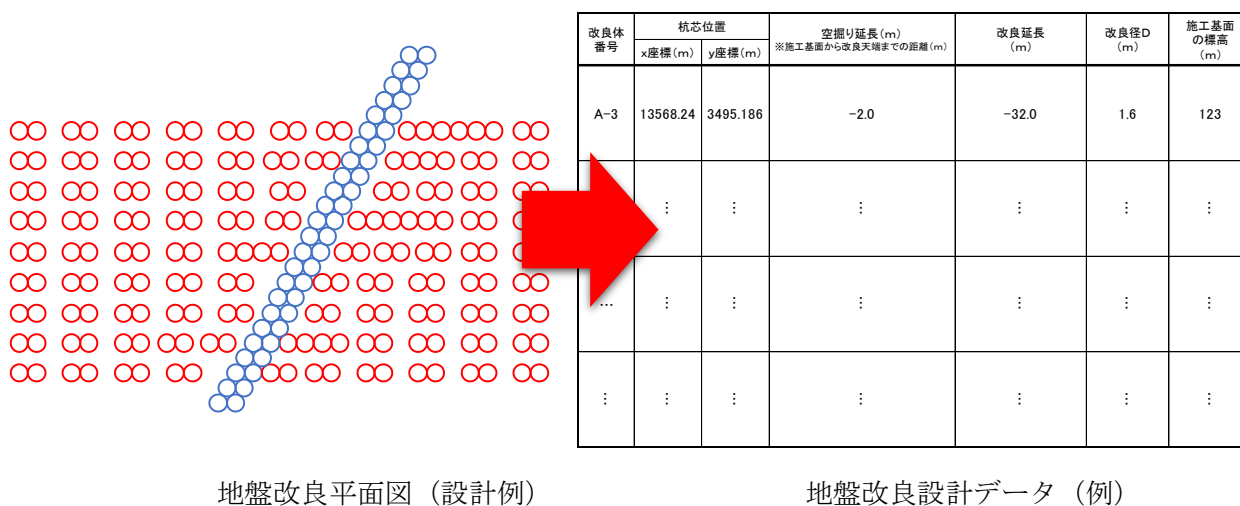 改良体
番号
杭芯位置
x座標(m) y座標(m)
空掘り延長(m)
※施工基面から改良天端までの距離(m)
改良延長
(m)
改良径D
(m)
施工基面
の標高
(m)
A-3 13568.24 3495.186 -2.0 -32.0 1.6 123
⋮ ⋮ ⋮ ⋮ ⋮ ⋮
… ⋮ ⋮ ⋮ ⋮ ⋮ ⋮
⋮ ⋮ ⋮ ⋮ ⋮ ⋮ ⋮
地盤改良平面図（設計例）
地盤改良設計データ（例）